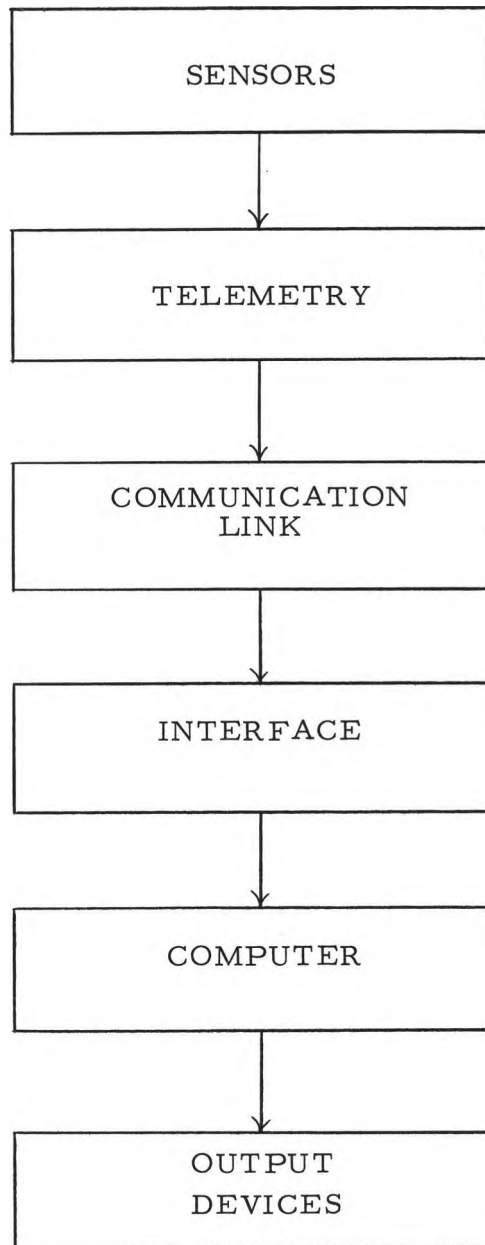 SENSORS
TELEMETRY
COMMUNICATION
LINK
INTERFACE
COMPUTER
OUTPUT
DEVICES